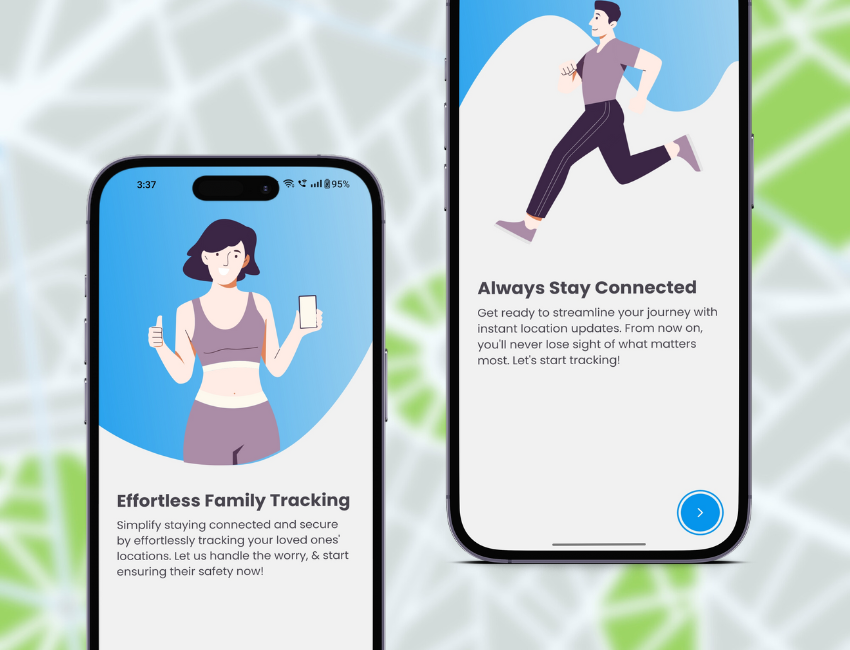 3:37
95%
Effortless Family Tracking
Simplify staying connected and secure
by effortlessly tracking your loved ones'
locations. Let us handle the worry, & start
ensuring their safety now!
Always Stay Connected
Get ready to streamline your journey with
instant location updates. From now on,
you'll never lose sight of what matters
most. Let's start tracking!